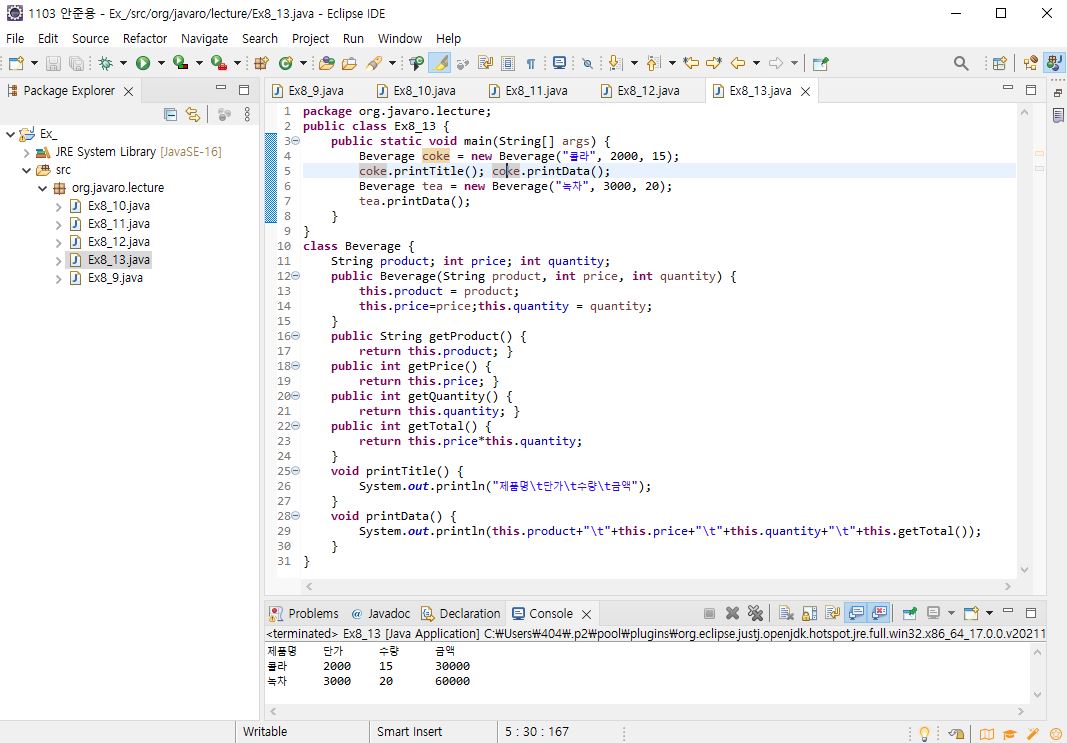 1103 안준용 - Ex_/src/org/javaro/lecture/Ex8_13.java - Eclipse IDE
File Edit Source Refactor Navigate Search Project Run Window Help
Package Explorer
Ex_
JRE System Library [JavaSE-16]
src
org.javaro.lecture
Ex8_10.java
Ex8_11.java
Ex8_12.java
Ex8_13.java
Ex8_9.java
Ex8_9.java Ex8_10.java Ex8_11.java Ex8_12.java Ex8_13.java
1 package org.javaro.lecture;
2 public class Ex8_13 {
3 public static void main(String[] args) {
4 Beverage coke = new Beverage("콜라", 2000, 15);
5 coke.printTitle(); coke.printData();
6 Beverage tea = new Beverage("녹차", 3000, 20);
7 tea.printData();
8 }
9 }
10 class Beverage {
11 String product; int price; int quantity;
12 public Beverage(String product, int price, int quantity) {
13 this.product = product;
14 this.price=price;this.quantity = quantity;
15 }
16 public String getProduct() {
17 return this.product; }
18 public int getPrice() {
19 return this.price; }
20 public int getQuantity() {
21 return this.quantity; }
22 public int getTotal() {
23 return this.price*this.quantity;
24 }
25 void printTitle() {
26 System.out.println("제품명\t단가\t수량\t금액");
27 }
28 void printData() {
29 System.out.println(this.product+"\t"+this.price+"\t"+this.quantity+"\t"+this.getTotal());
30 }
31 }
Problems @ Javadoc Declaration Console
<terminated> Ex8_13 [Java Application] C:₩Users₩404₩.p2₩pool₩plugins₩org.eclipse.justj.openjdk.hotspot.jre.full.win32.x86_64_17.0.0.v20211
제품명 단가 수량 금액
콜라 2000 15 30000
녹차 3000 20 60000
Writable Smart Insert 5 : 30 : 167